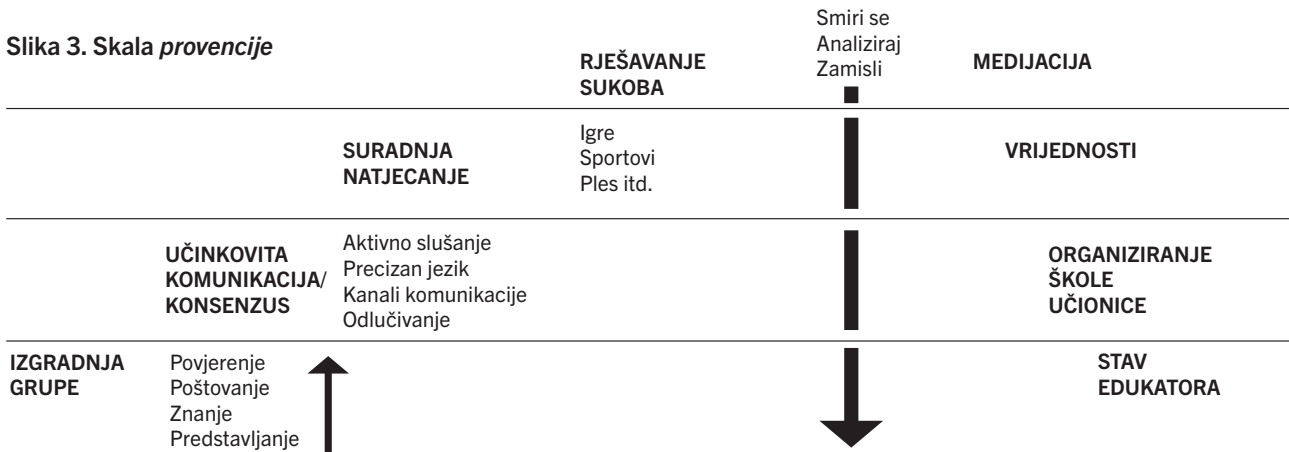 Slika 3. Skala provencije
RJEŠAVANJE
SUKOBA
Smiri se
Analiziraj
Zamisli
MEDIJACIJA
SURADNJA
NATJECANJE
Igre
Sportovi
Ples itd.
VRIJEDNOSTI
UČINKOVITA
KOMUNIKACIJA/
KONSENZUS
Aktivno slušanje
Precizan jezik
Kanali komunikacije
Odlučivanje
ORGANIZIRANJE
ŠKOLE
UČIONICE
IZGRADNJA
GRUPE
Povjerenje
Poštovanje
Znanje
Predstavljanje
STAV
EDUKATORA